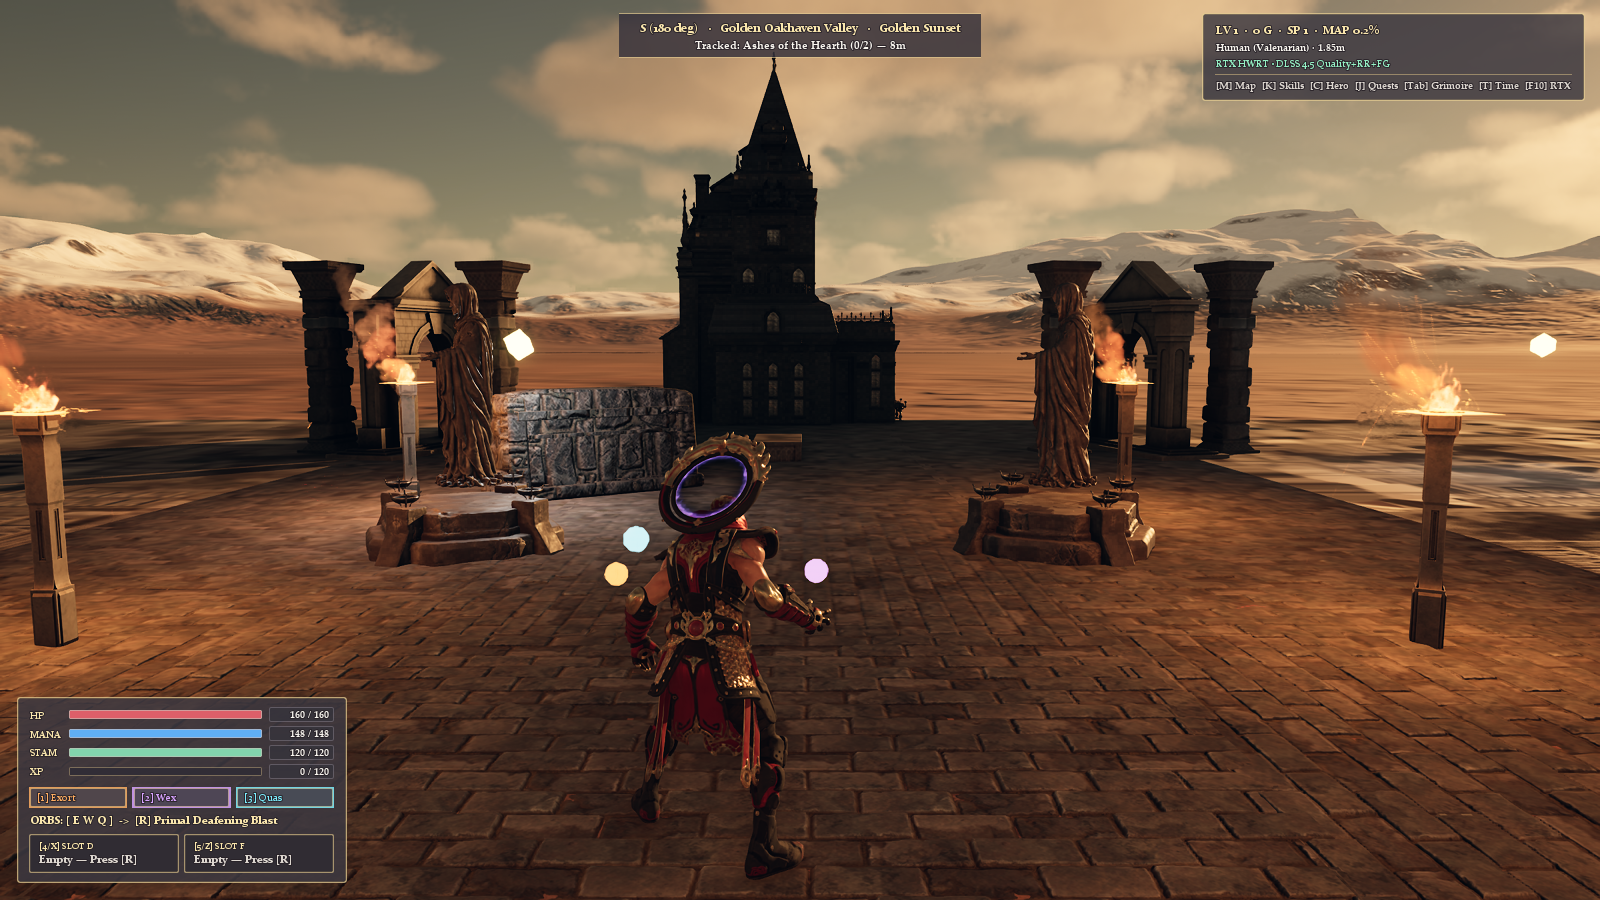 S (180 deg) · Golden Oakhaven Valley · Golden Sunset
Tracked: Ashes of the Hearth (0/2) — 8m
LV 1 · 0 G · SP 1 · MAP 0.2%
Human (Valenarian) · 1.85m
RTX HWRT · DLSS 4.5 Quality+RR+FG
[M] Map [K] Skills [C] Hero [J] Quests [Tab] Grimoire [T] Time [F10] RTX
HP 160 / 160
MANA 148 / 148
STAM 120 / 120
XP 0 / 120
[1] Exort [2] Wex [3] Quas
ORBS: [ E W Q ] -> [R] Primal Deafening Blast
[4/X] SLOT D [5/Z] SLOT F
Empty — Press [R] Empty — Press [R]